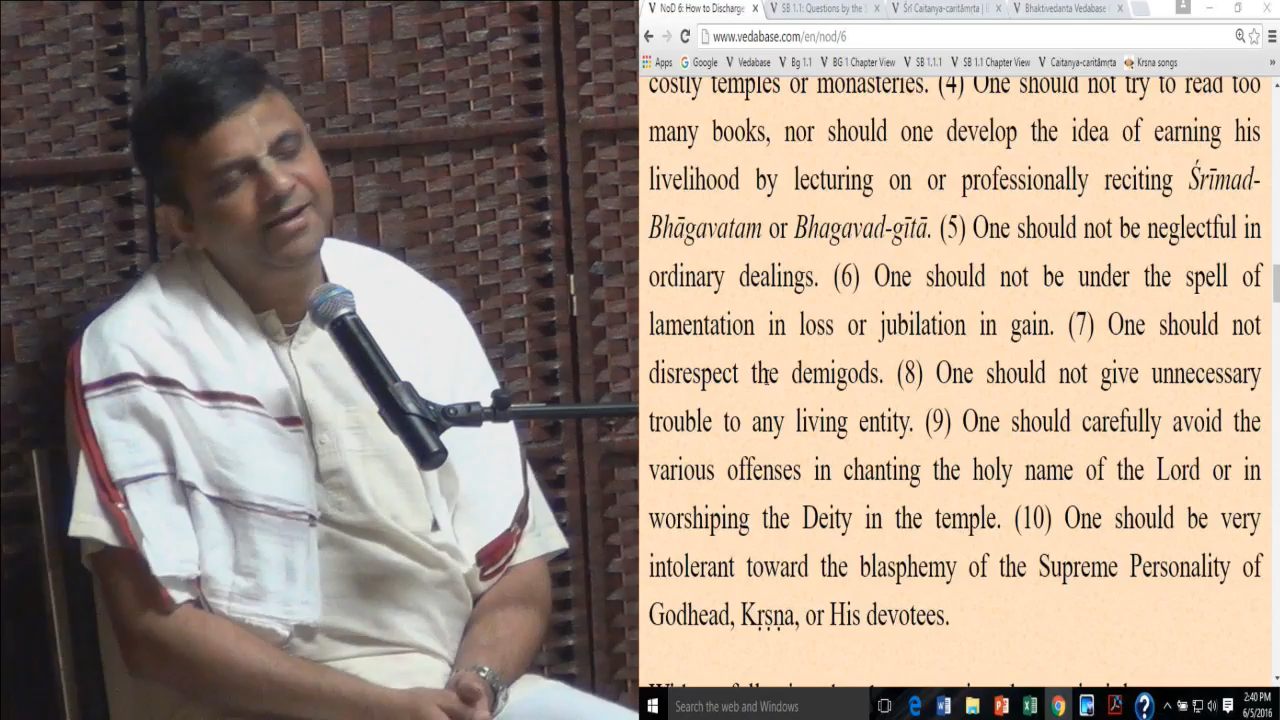 NoD 6: How to Discharge
SB 1.1: Questions by the
Śrī Caitanya-caritāmṛta |
Bhaktivedanta Vedabase
www.vedabase.com/en/nod/6
Apps Google Vedabase Bg 1.1 BG 1 Chapter View SB 1.1.1 SB 1.1 Chapter View Caitanya-caritāmṛta Krsna songs »
costly temples or monasteries. (4) One should not try to read too
many books, nor should one develop the idea of earning his
livelihood by lecturing on or professionally reciting Śrīmad-
Bhāgavatam or Bhagavad-gītā. (5) One should not be neglectful in
ordinary dealings. (6) One should not be under the spell of
lamentation in loss or jubilation in gain. (7) One should not
disrespect the demigods. (8) One should not give unnecessary
trouble to any living entity. (9) One should carefully avoid the
various offenses in chanting the holy name of the Lord or in
worshiping the Deity in the temple. (10) One should be very
intolerant toward the blasphemy of the Supreme Personality of
Godhead, Kṛṣṇa, or His devotees.
Search the web and Windows
2:40 PM
6/5/2016